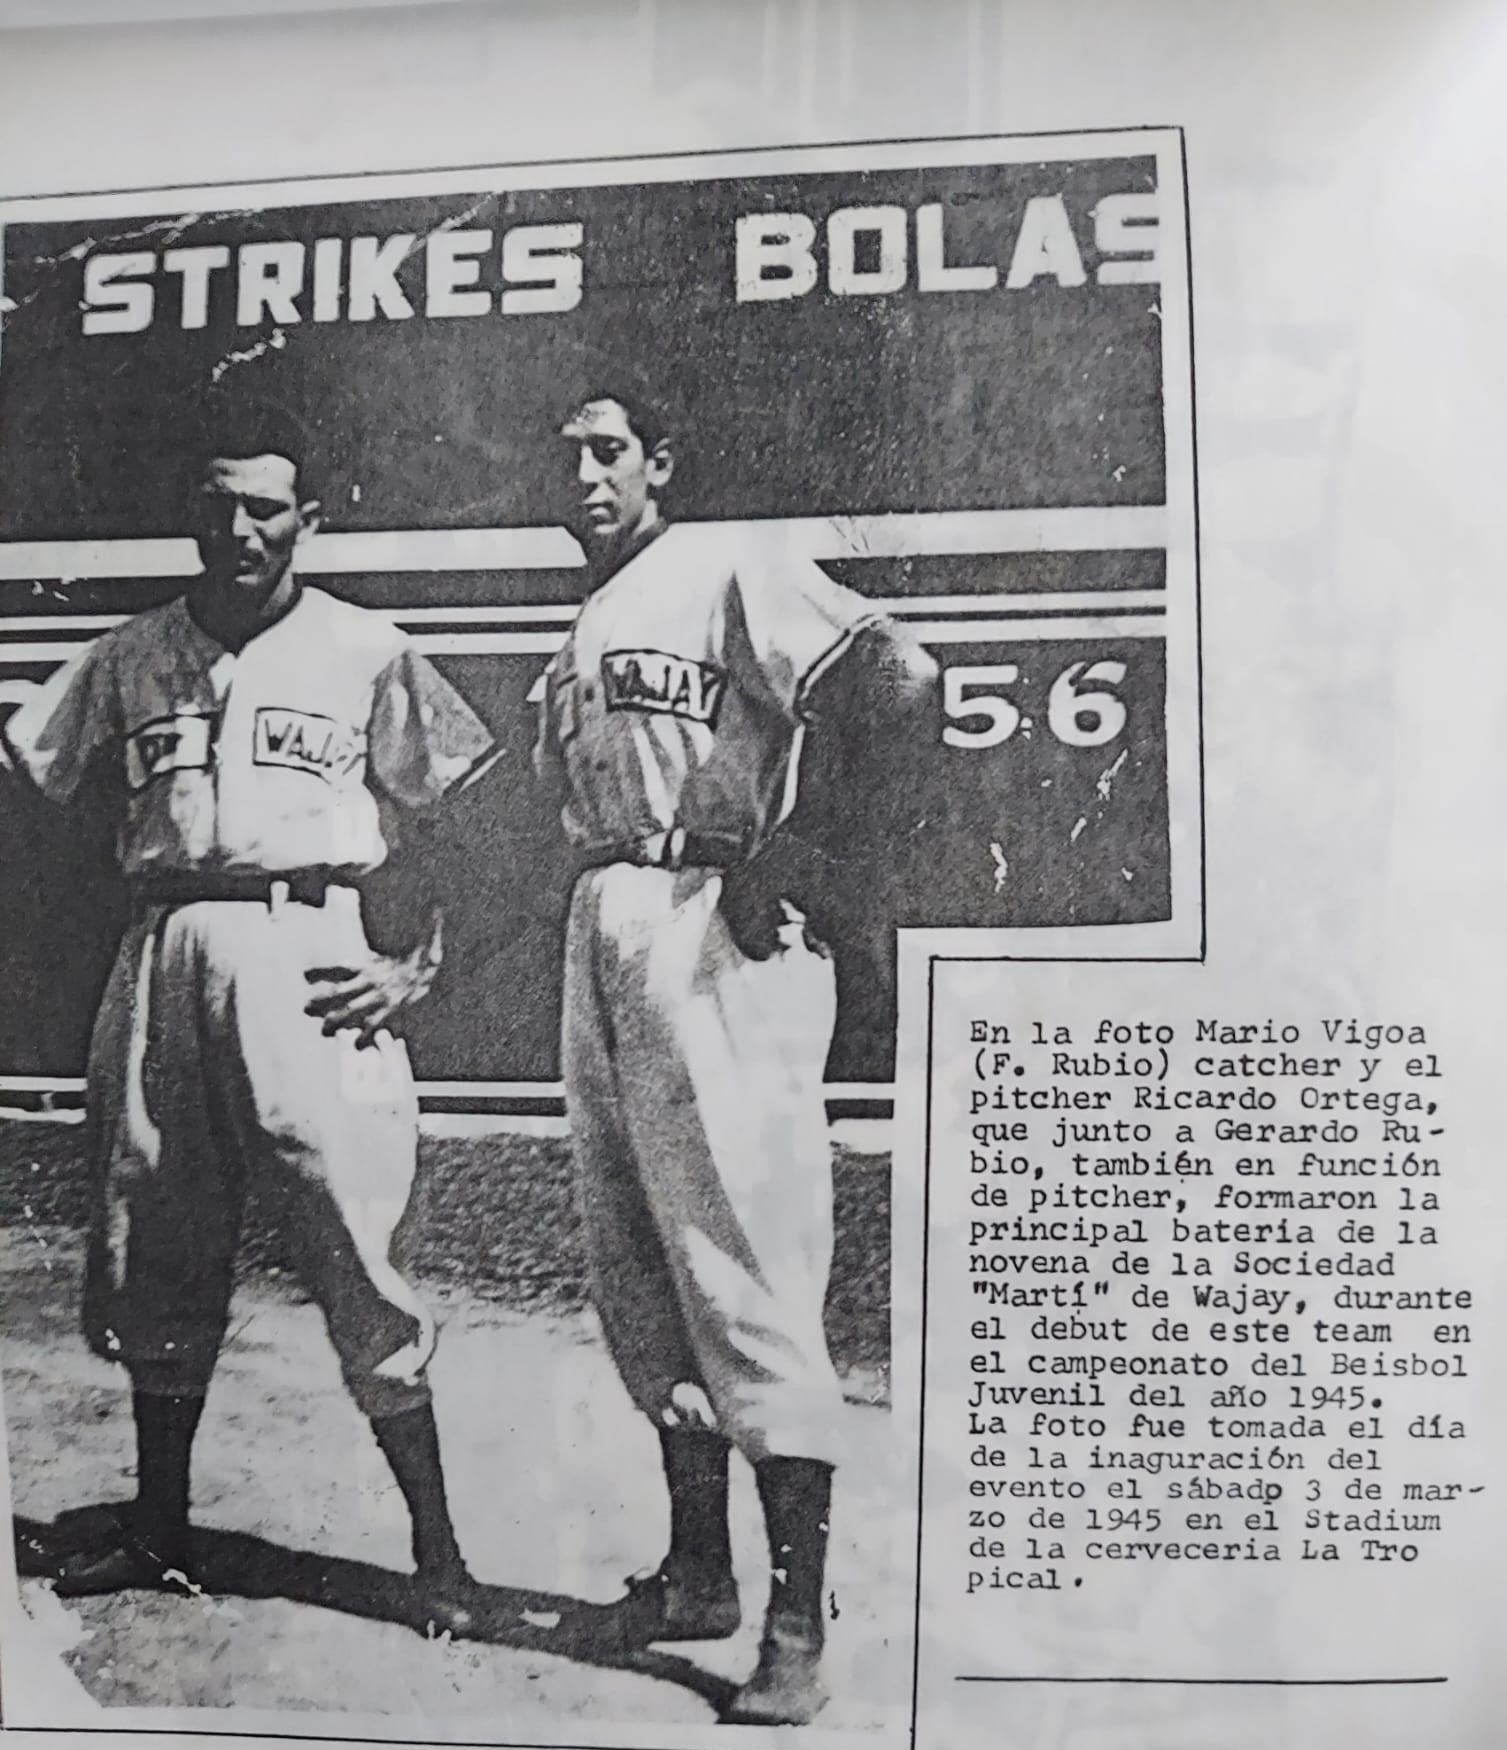 STRIKES BOLAS
WAJAY
WAJAY
56
En la foto Mario Vigoa
(F. Rubio) catcher y el
pitcher Ricardo Ortega,
que junto a Gerardo Ru-
bio, también en función
de pitcher, formaron la
principal bateria de la
novena de la Sociedad
"Martí" de Wajay, durante
el debut de este team en
el campeonato del Beisbol
Juvenil del año 1945.
La foto fue tomada el día
de la inaguración del
evento el sábado 3 de mar-
zo de 1945 en el Stadium
de la cerveceria La Tro
pical.